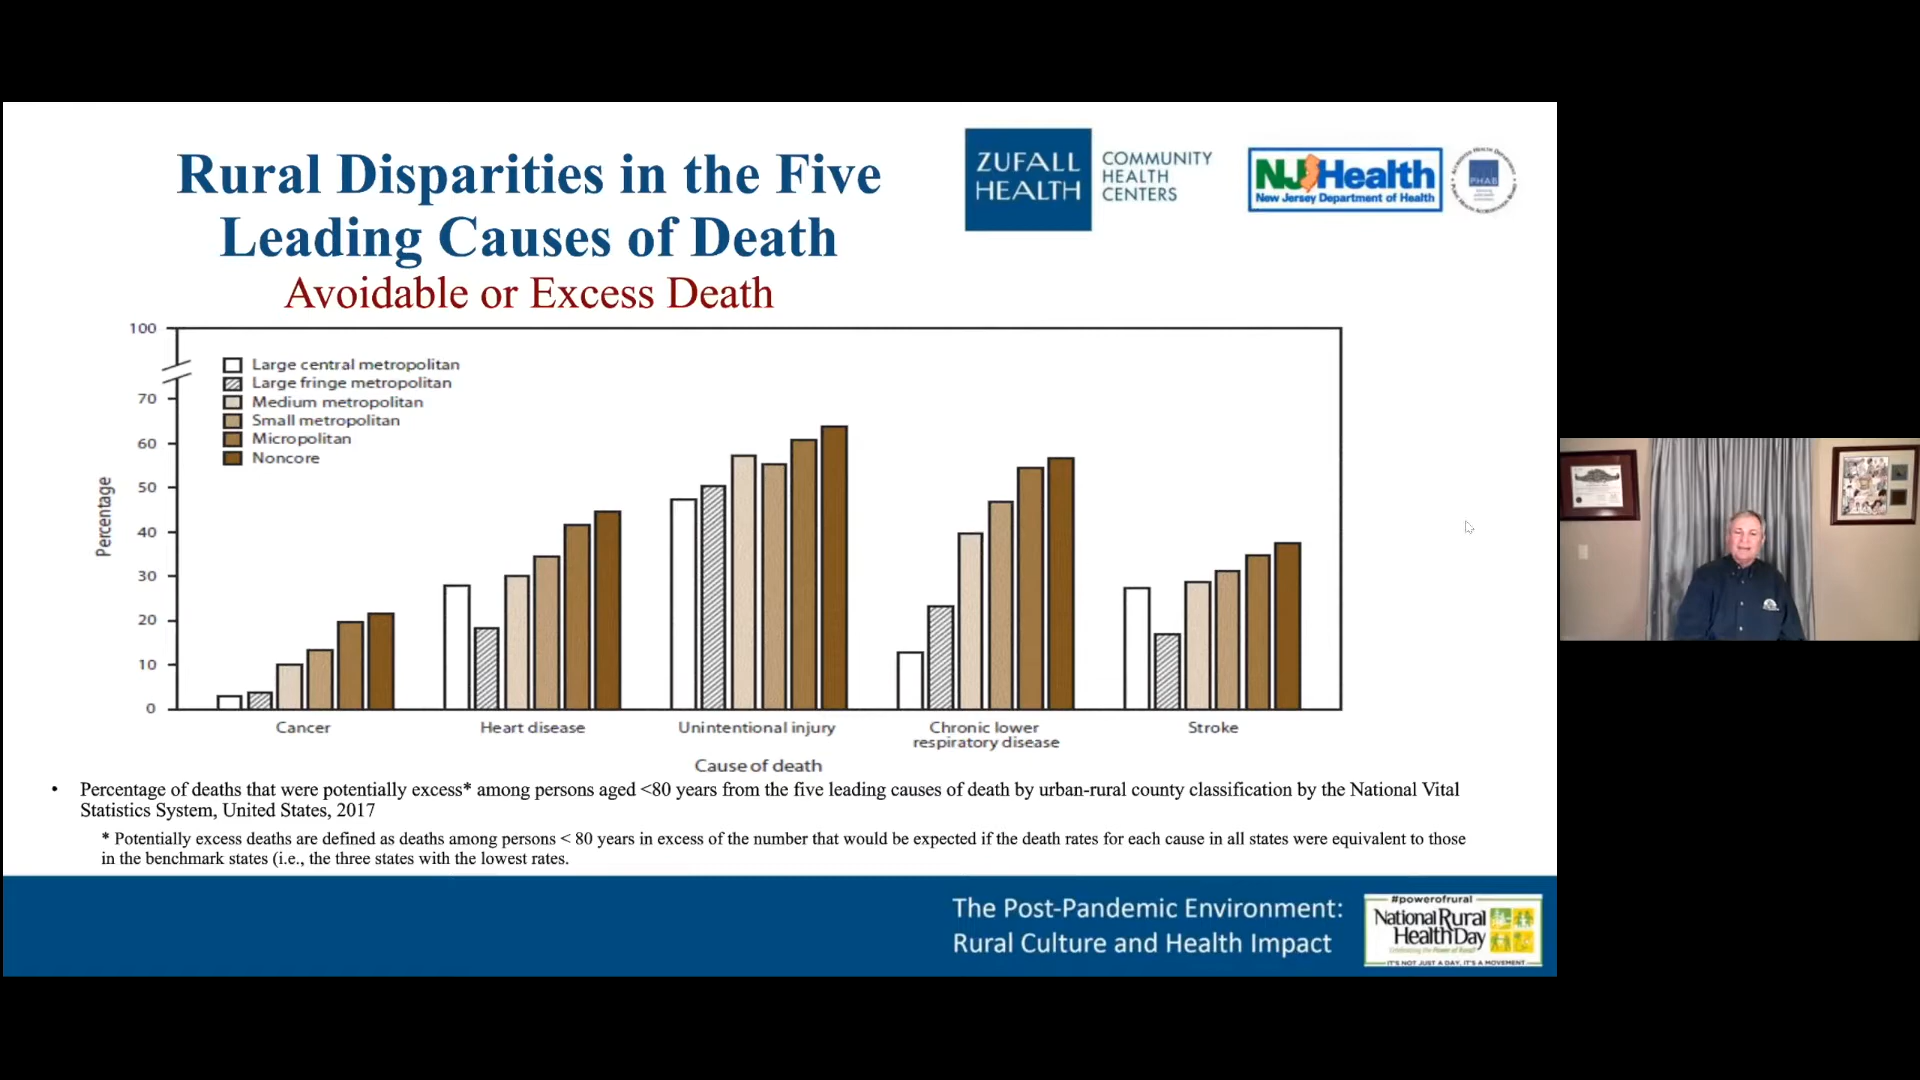 Rural Disparities in the Five
Leading Causes of Death
Avoidable or Excess Death
ZUFALL
HEALTH
COMMUNITY
HEALTH
CENTERS
NJHealth
New Jersey Department of Health
PHAB
100
70
60
50
40
30
20
10
0
Percentage
Large central metropolitan
Large fringe metropolitan
Medium metropolitan
Small metropolitan
Micropolitan
Noncore
Cancer
Heart disease
Unintentional injury
Chronic lower
respiratory disease
Stroke
Cause of death
• Percentage of deaths that were potentially excess* among persons aged <80 years from the five leading causes of death by urban-rural county classification by the National Vital
Statistics System, United States, 2017
* Potentially excess deaths are defined as deaths among persons < 80 years in excess of the number that would be expected if the death rates for each cause in all states were equivalent to those
in the benchmark states (i.e., the three states with the lowest rates.
The Post-Pandemic Environment:
Rural Culture and Health Impact
#powerofrural
National Rural
Health Day
Celebrating the Power of Rural!
IT'S NOT JUST A DAY, IT'S A MOVEMENT.